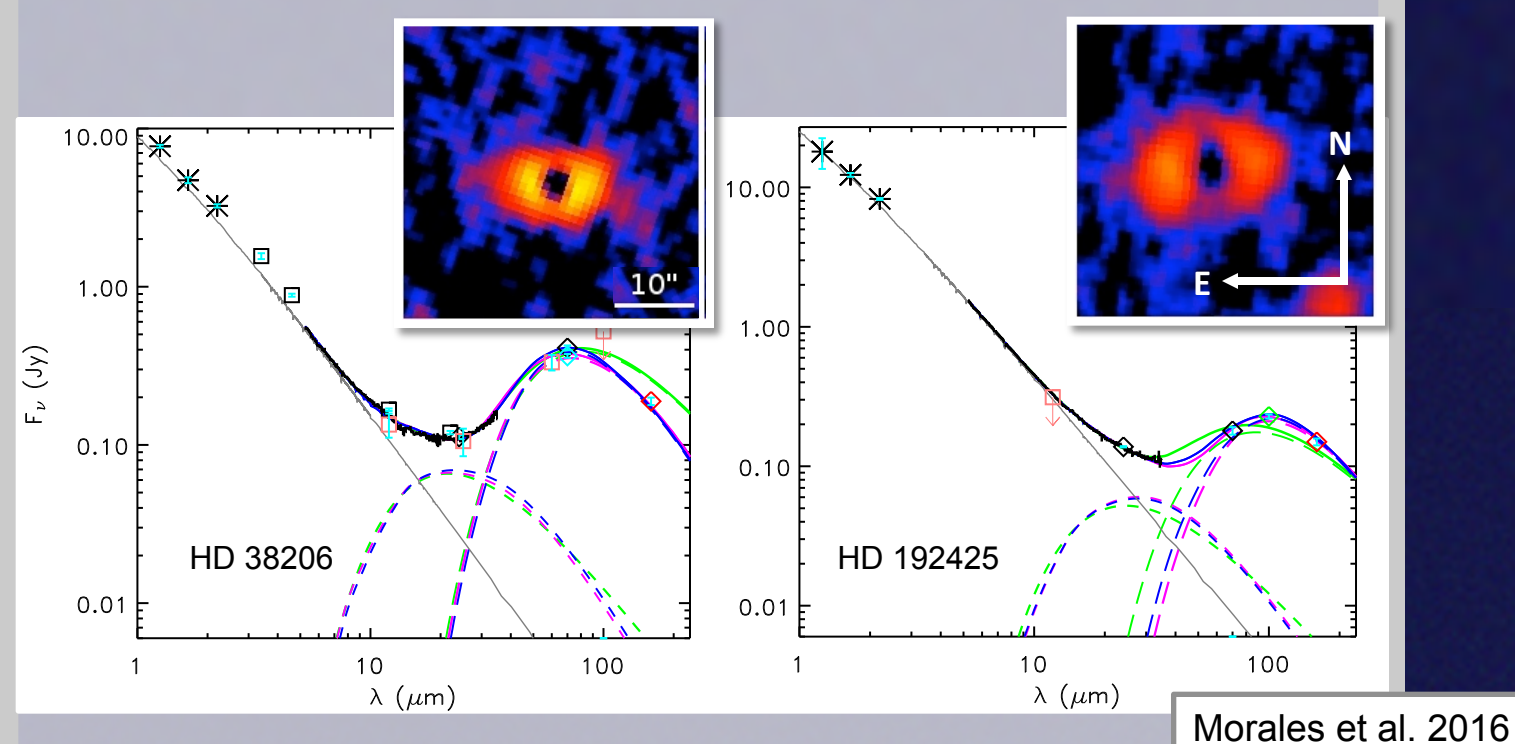 10"
N
E
10.00
1.00
0.10
0.01
F_ν (Jy)
HD 38206
1
10
100
λ (μm)
10.00
1.00
0.10
0.01
HD 192425
1
10
100
λ (μm)
Morales et al. 2016